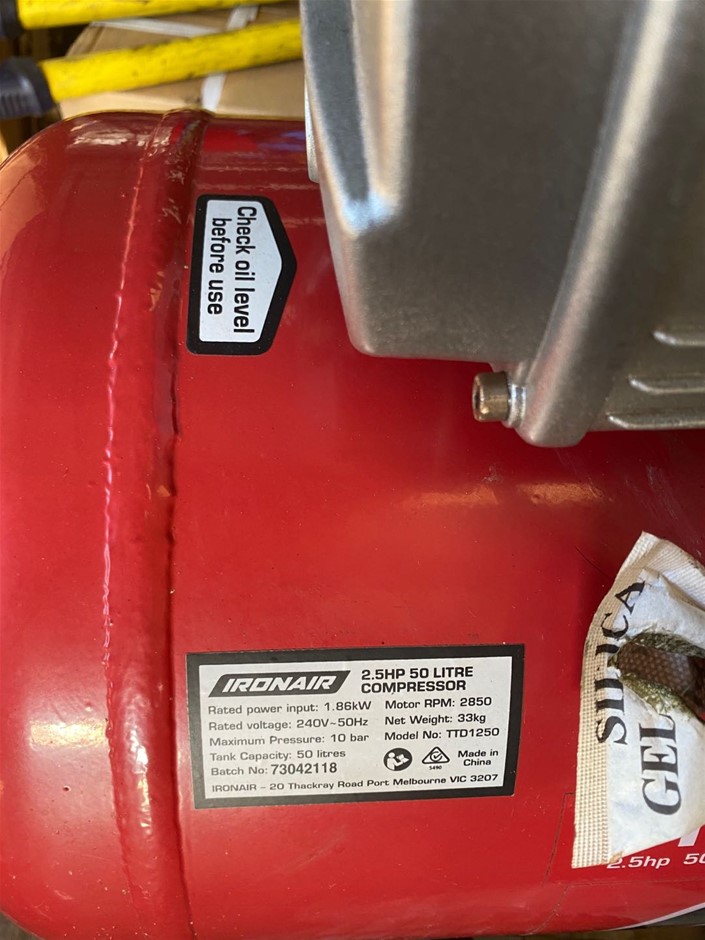 Check oil level
before use
IRONAIR
2.5HP 50 LITRE
COMPRESSOR
Rated power input: 1.86kW Motor RPM: 2850
Rated voltage: 240V~50Hz Net Weight: 33kg
Maximum Pressure: 10 bar Model No: TTD1250
Tank Capacity: 50 litres
Batch No: 73042118
5490
Made in
China
IRONAIR – 20 Thackray Road Port Melbourne VIC 3207
SILICA
GEL
2.5hp 50